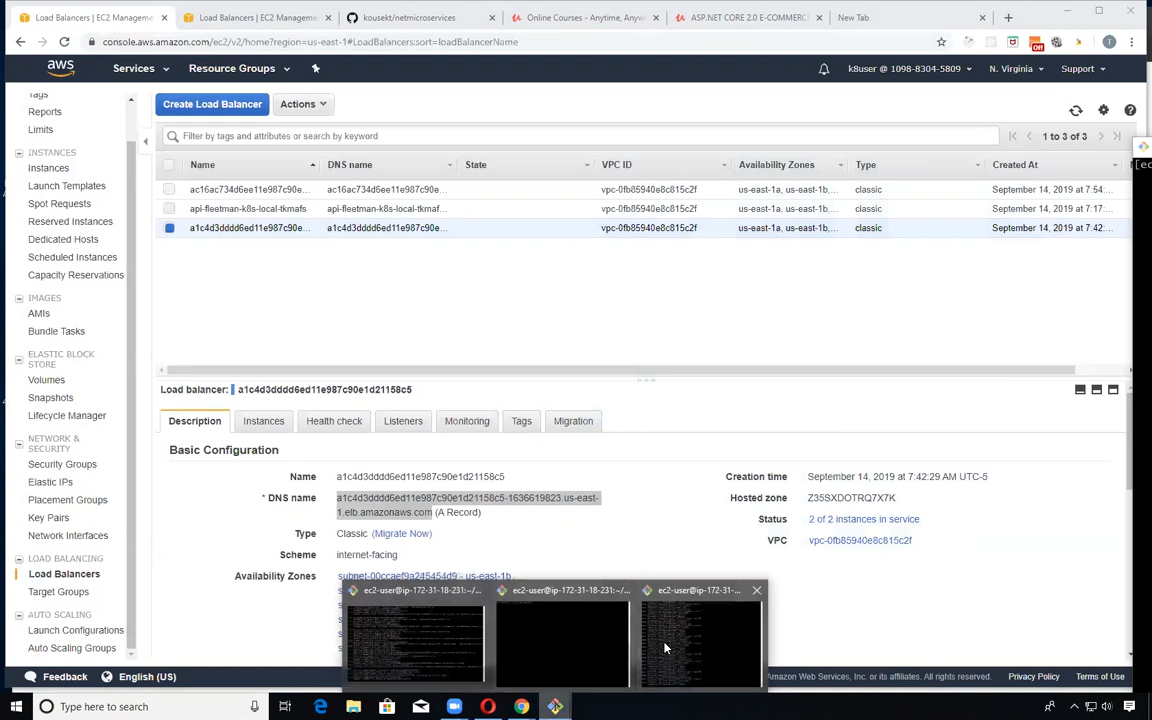 Load Balancers | EC2 Manageme
Load Balancers | EC2 Manageme
kousekt/netmicroservices
Online Courses - Anytime, Anyw
ASP.NET CORE 2.0 E-COMMERC
New Tab
console.aws.amazon.com/ec2/v2/home?region=us-east-1#LoadBalancers:sort=loadBalancerName
Off
T
aws
Services
Resource Groups
k8user @ 1098-8304-5809
N. Virginia
Support
Tags
Reports
Limits
INSTANCES
Instances
Launch Templates
Spot Requests
Reserved Instances
Dedicated Hosts
Scheduled Instances
Capacity Reservations
IMAGES
AMIs
Bundle Tasks
ELASTIC BLOCK
STORE
Volumes
Snapshots
Lifecycle Manager
NETWORK &
SECURITY
Security Groups
Elastic IPs
Placement Groups
Key Pairs
Network Interfaces
LOAD BALANCING
Load Balancers
Target Groups
AUTO SCALING
Launch Configurations
Auto Scaling Groups
Create Load Balancer
Actions
Filter by tags and attributes or search by keyword
1 to 3 of 3
Name DNS name State VPC ID Availability Zones Type Created At
ac16ac734d6ee11e987c90e... ac16ac734d6ee11e987c90e... vpc-0fb85940e8c815c2f us-east-1a, us-east-1b,... classic September 14, 2019 at 7:54:...
api-fleetman-k8s-local-tkmafs api-fleetman-k8s-local-tkmaf... vpc-0fb85940e8c815c2f us-east-1a, us-east-1b,... classic September 14, 2019 at 7:17:...
a1c4d3dddd6ed11e987c90e... a1c4d3dddd6ed11e987c90e... vpc-0fb85940e8c815c2f us-east-1a, us-east-1b,... classic September 14, 2019 at 7:42:...
[ec
Load balancer: a1c4d3dddd6ed11e987c90e1d21158c5
Description
Instances
Health check
Listeners
Monitoring
Tags
Migration
Basic Configuration
Name a1c4d3dddd6ed11e987c90e1d21158c5
* DNS name a1c4d3dddd6ed11e987c90e1d21158c5-1636619823.us-east-
1.elb.amazonaws.com (A Record)
Type Classic (Migrate Now)
Scheme internet-facing
Availability Zones subnet-00ccaef9a245454d9 - us-east-1b,
Creation time September 14, 2019 at 7:42:29 AM UTC-5
Hosted zone Z35SXDOTRQ7X7K
Status 2 of 2 instances in service
VPC vpc-0fb85940e8c815c2f
ec2-user@ip-172-31-18-231:~/...
ec2-user@ip-172-31-18-231:~/...
ec2-user@ip-172-31-...
Feedback
English (US)
Amazon Web Services, Inc. or its affiliates. All rights reserved.
Privacy Policy
Terms of Use
Type here to search